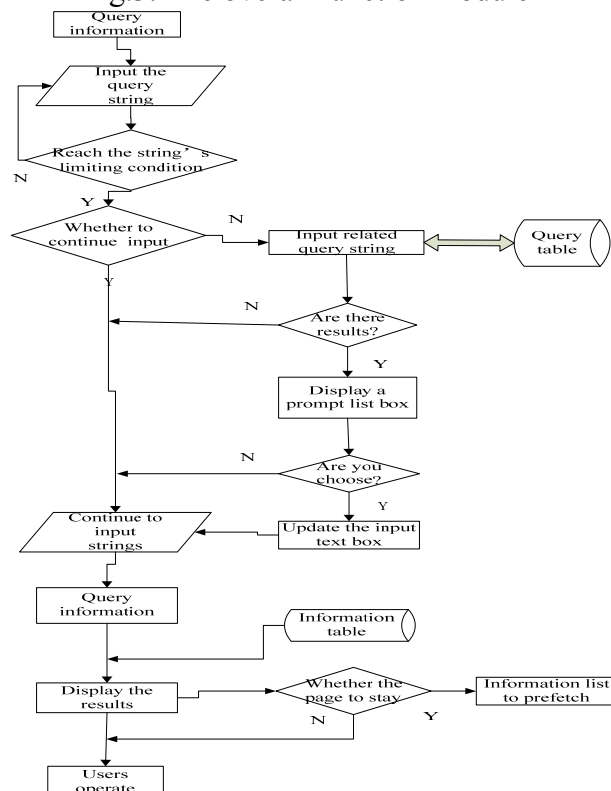 Query
information
Input the
query
string
Reach the string's
limiting condition
N
Y
Whether to
continue input
N
Input related
query string
Query
table
Y
N
Are there
results?
Y
Display a
prompt list box
N
Are you
choose?
Y
Continue to
input
strings
Update the input
text box
Query
information
Information
table
Display the
results
Whether the
page to stay
Information list
to prefetch
N
Y
Users
operate